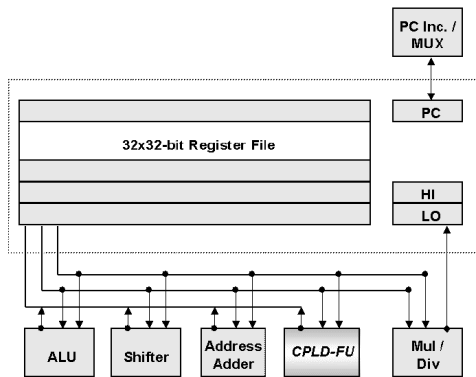 PC Inc. /
MUX
PC
32x32-bit Register File
HI
LO
ALU
Shifter
Address
Adder
CPLD-FU
Mul /
Div